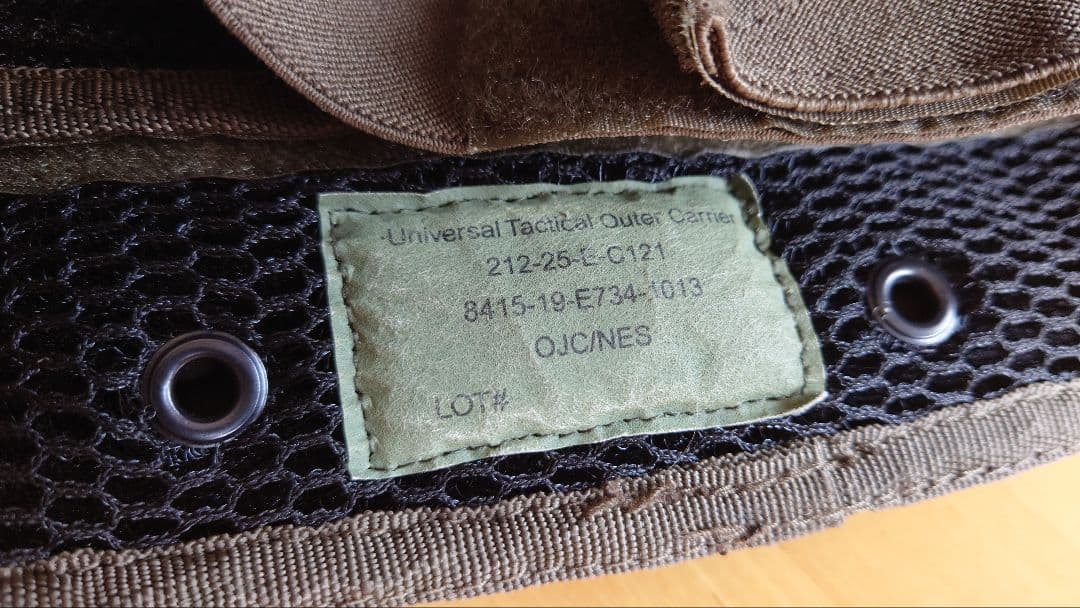 -Universal Tactical Outer Carrier
212-25-E-C121
8415-19-E734-1013
OJC/NES
LOT#